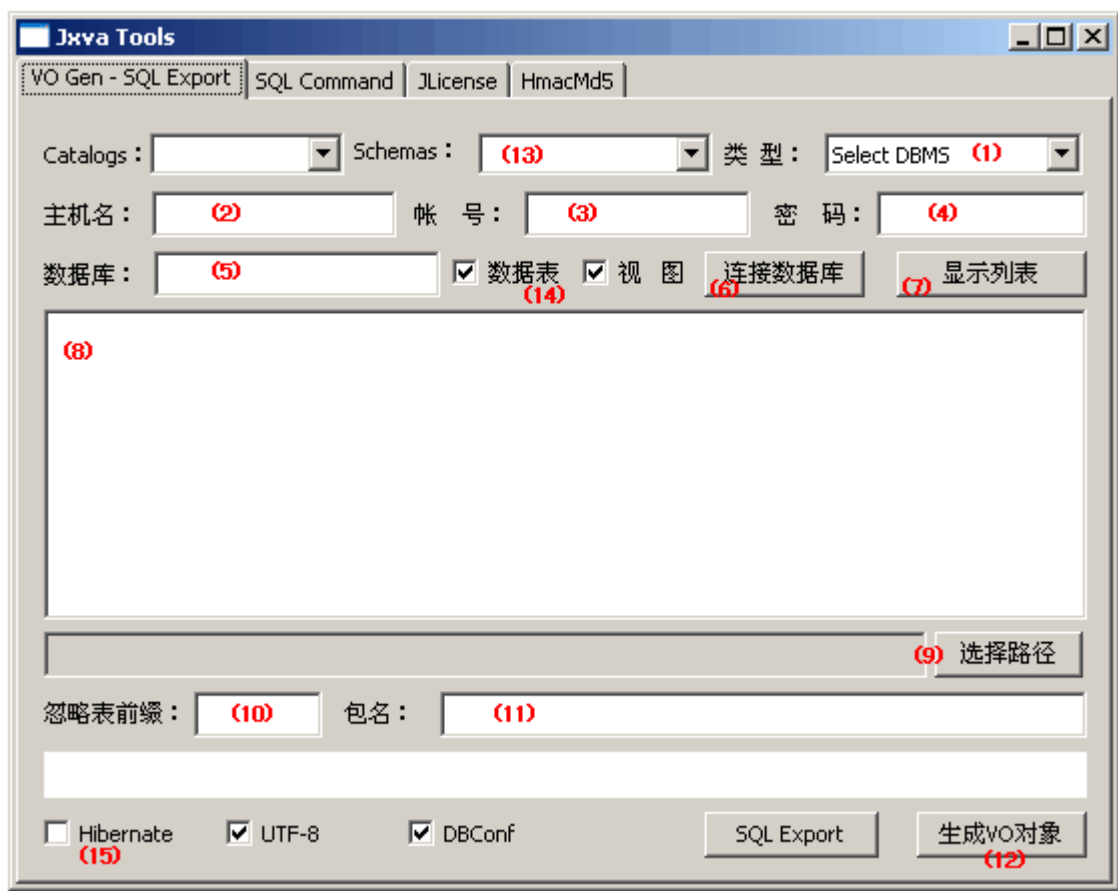 Jxva Tools
VO Gen - SQL Export SQL Command JLicense HmacMd5
Catalogs： Schemas： (13) 类 型： Select DBMS (1)
主机名： (2) 帐 号： (3) 密 码： (4)
数据库： (5) 数据表 (14) 视 图 (6) 连接数据库 (7) 显示列表
(8)
(9) 选择路径
忽略表前缀： (10) 包名： (11)
Hibernate UTF-8 DBConf SQL Export 生成VO对象
(15) (12)